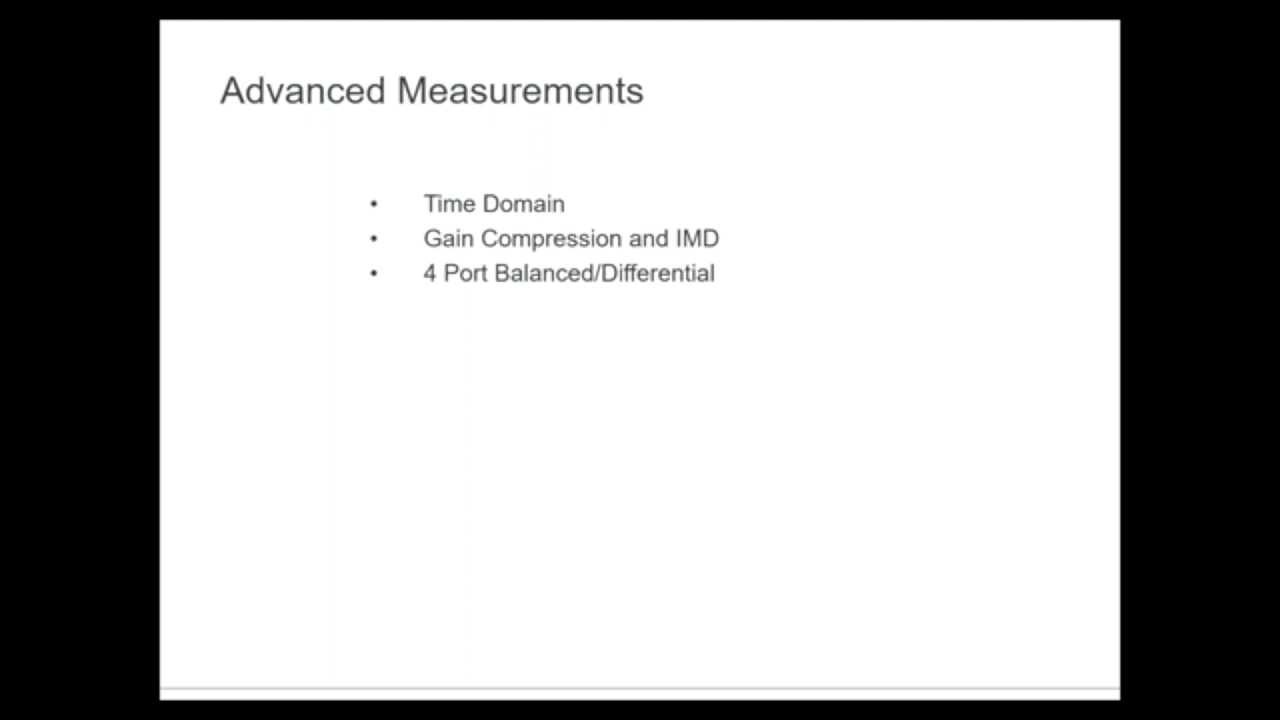 Advanced Measurements
• Time Domain
• Gain Compression and IMD
• 4 Port Balanced/Differential